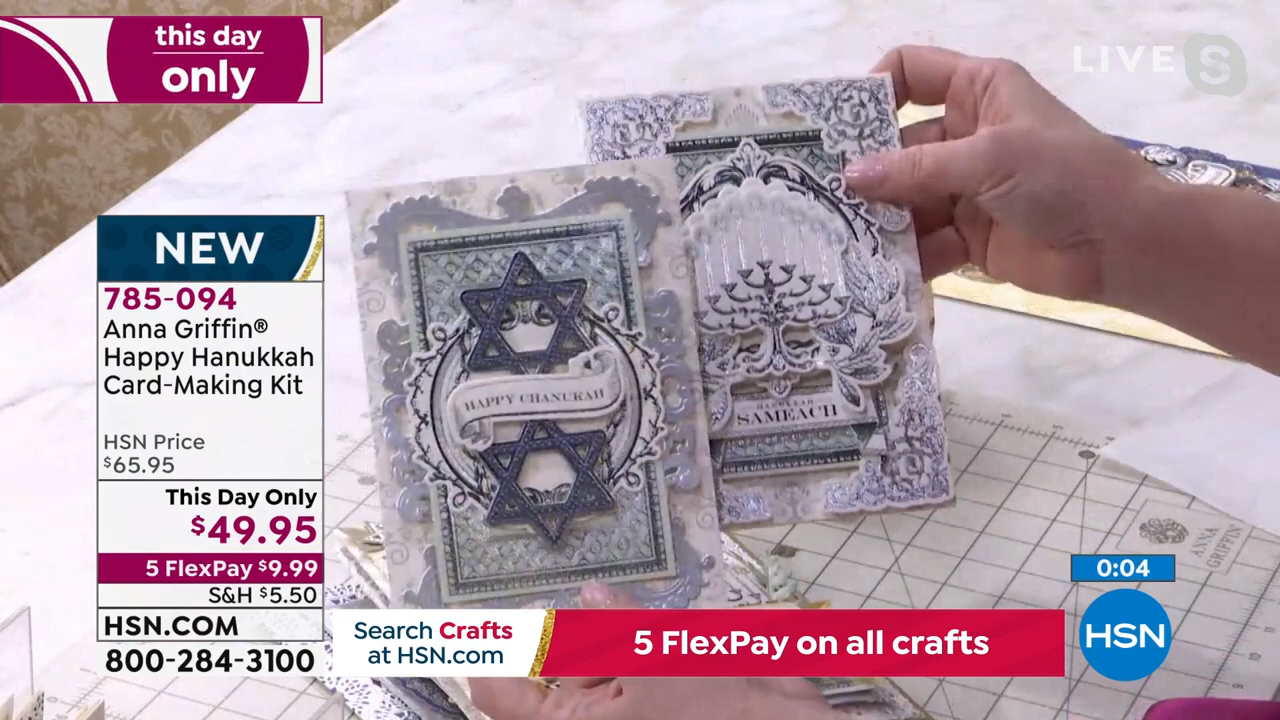 this day
only
LIVE S
NEW
785-094
Anna Griffin®
Happy Hanukkah
Card-Making Kit
HSN Price
$65.95
This Day Only
$49.95
5 FlexPay $9.99
S&H $5.50
HSN.COM
800-284-3100
HAPPY CHANUKAH
HANUKKAH
SAMEACH
ANNA
GRIFFIN
0:04
HSN
Search Crafts
at HSN.com
5 FlexPay on all crafts